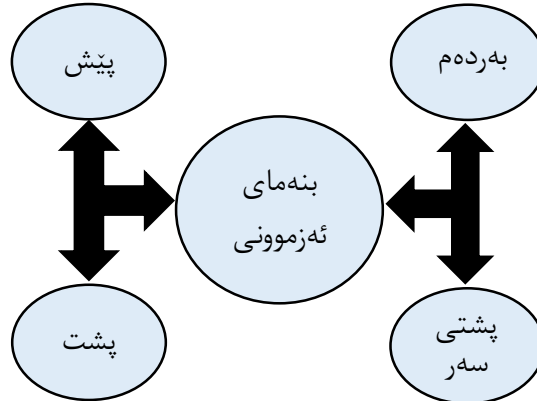 بەردەم
پێش
بنەمای
ئەزموونی
پشتی
سەر
پشت